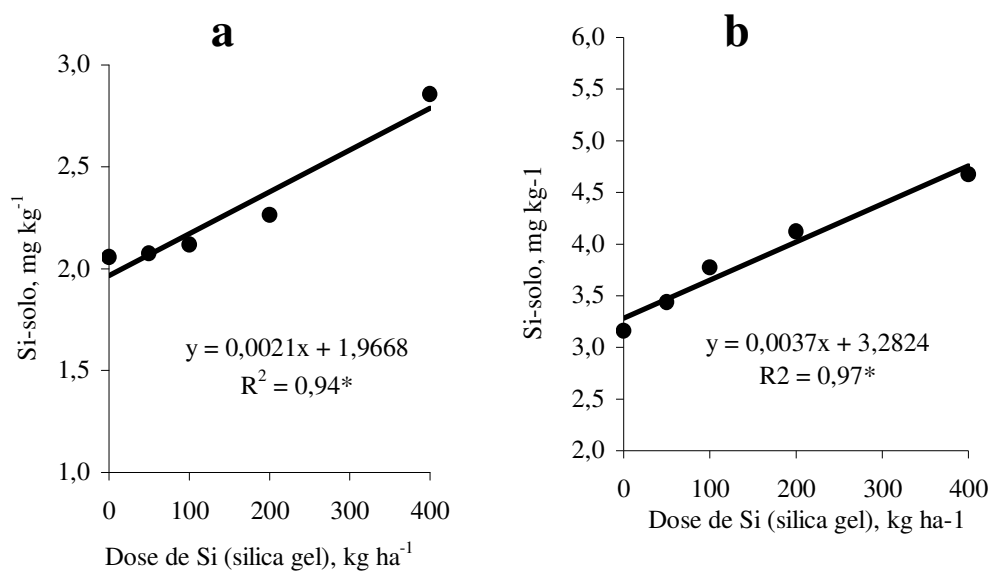 a
3,0
2,5
2,0
1,5
1,0
Si-solo, mg kg⁻¹
y = 0,0021x + 1,9668
R² = 0,94*
0 100 200 300 400
Dose de Si (silica gel), kg ha⁻¹
b
6,0
5,5
5,0
4,5
4,0
3,5
3,0
2,5
2,0
Si-solo, mg kg-1
y = 0,0037x + 3,2824
R2 = 0,97*
0 100 200 300 400
Dose de Si (silica gel), kg ha-1